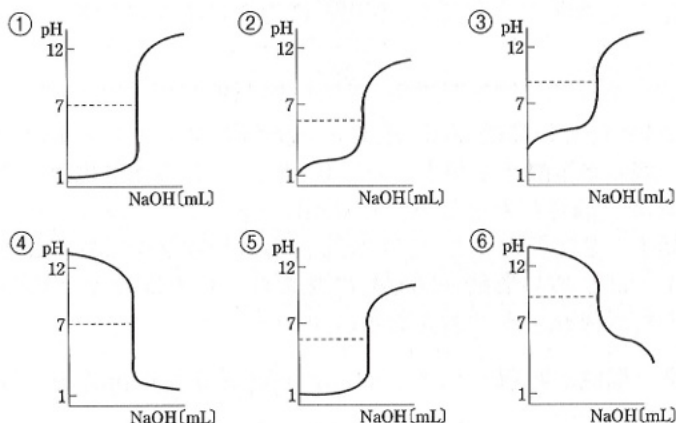 ① pH
12
7
1
NaOH〔mL〕
② pH
12
7
1
NaOH〔mL〕
③ pH
12
7
1
NaOH〔mL〕
④ pH
12
7
1
NaOH〔mL〕
⑤ pH
12
7
1
NaOH〔mL〕
⑥ pH
12
7
1
NaOH〔mL〕